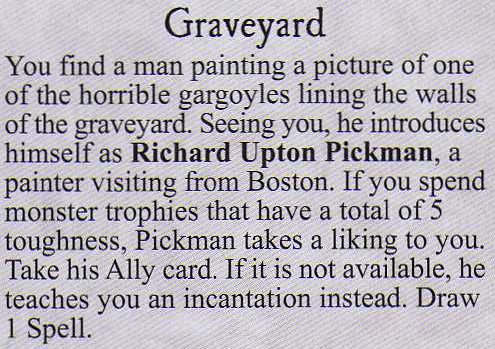 Graveyard
You find a man painting a picture of one
of the horrible gargoyles lining the walls
of the graveyard. Seeing you, he introduces
himself as Richard Upton Pickman, a
painter visiting from Boston. If you spend
monster trophies that have a total of 5
toughness, Pickman takes a liking to you.
Take his Ally card. If it is not available, he
teaches you an incantation instead. Draw
1 Spell.